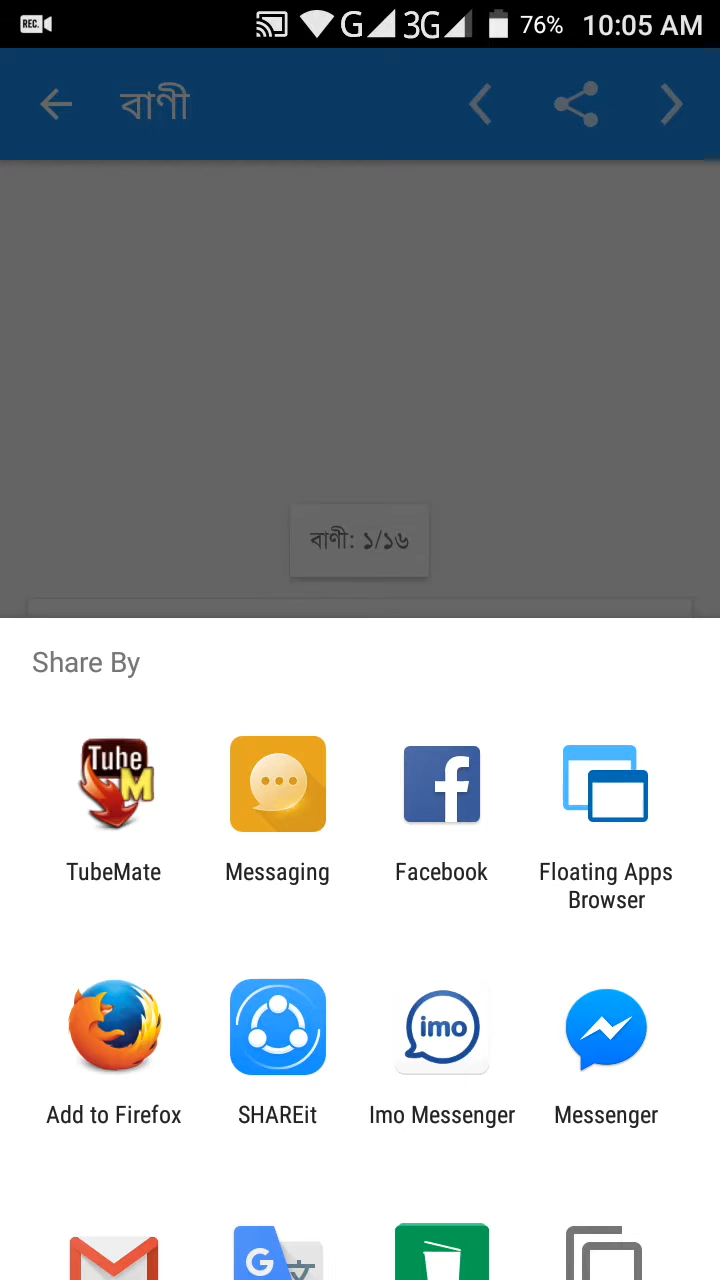 REC.
G
3G
76%
10:05 AM
বাণী
বাণী: ১/১৬
Share By
Tube
M
TubeMate
Messaging
Facebook
Floating Apps
Browser
imo
Add to Firefox
SHAREit
Imo Messenger
Messenger
G